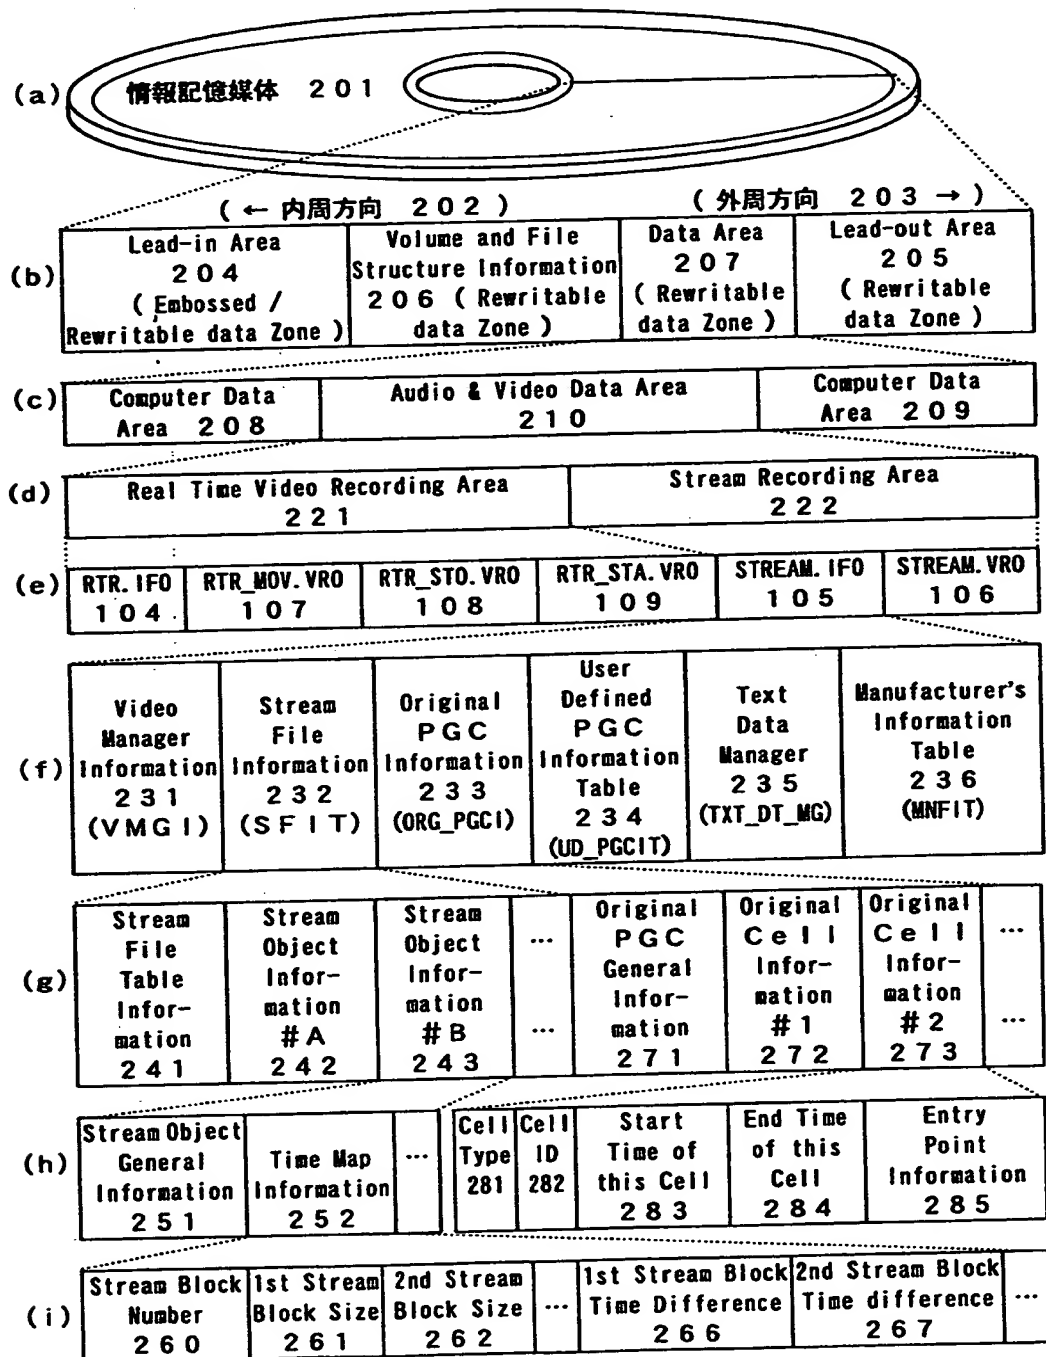 (a)
情報記憶媒体 201
(← 内周方向 202)
(外周方向 203 →)
(b)
Lead-in Area
204
(Embossed /
Rewritable data Zone)
Volume and File
Structure Information
206 (Rewritable
data Zone)
Data Area
207
(Rewritable
data Zone)
Lead-out Area
205
(Rewritable
data Zone)
(c)
Computer Data
Area 208
Audio & Video Data Area
210
Computer Data
Area 209
(d)
Real Time Video Recording Area
221
Stream Recording Area
222
(e)
RTR.IFO
104
RTR_MOV.VRO
107
RTR_STO.VRO
108
RTR_STA.VRO
109
STREAM.IFO
105
STREAM.VRO
106
(f)
Video
Manager
Information
231
(VMGI)
Stream
File
Information
232
(SFIT)
Original
PGC
Information
233
(ORG_PGCI)
User
Defined
PGC
Information
Table
234
(UD_PGCIT)
Text
Data
Manager
235
(TXT_DT_MG)
Manufacturer's
Information
Table
236
(MNFIT)
(g)
Stream
File
Table
Infor-
mation
241
Stream
Object
Infor-
mation
#A
242
Stream
Object
Infor-
mation
#B
243
...
...
Original
PGC
General
Infor-
mation
271
Original
Cell
Infor-
mation
#1
272
Original
Cell
Infor-
mation
#2
273
...
...
(h)
Stream Object
General
Information
251
Time Map
Information
252
...
Cell
Type
281
Cell
ID
282
Start
Time of
this Cell
283
End Time
of this
Cell
284
Entry
Point
Information
285
(i)
Stream Block
Number
260
1st Stream
Block Size
261
2nd Stream
Block Size
262
...
1st Stream Block
Time Difference
266
2nd Stream Block
Time difference
267
...